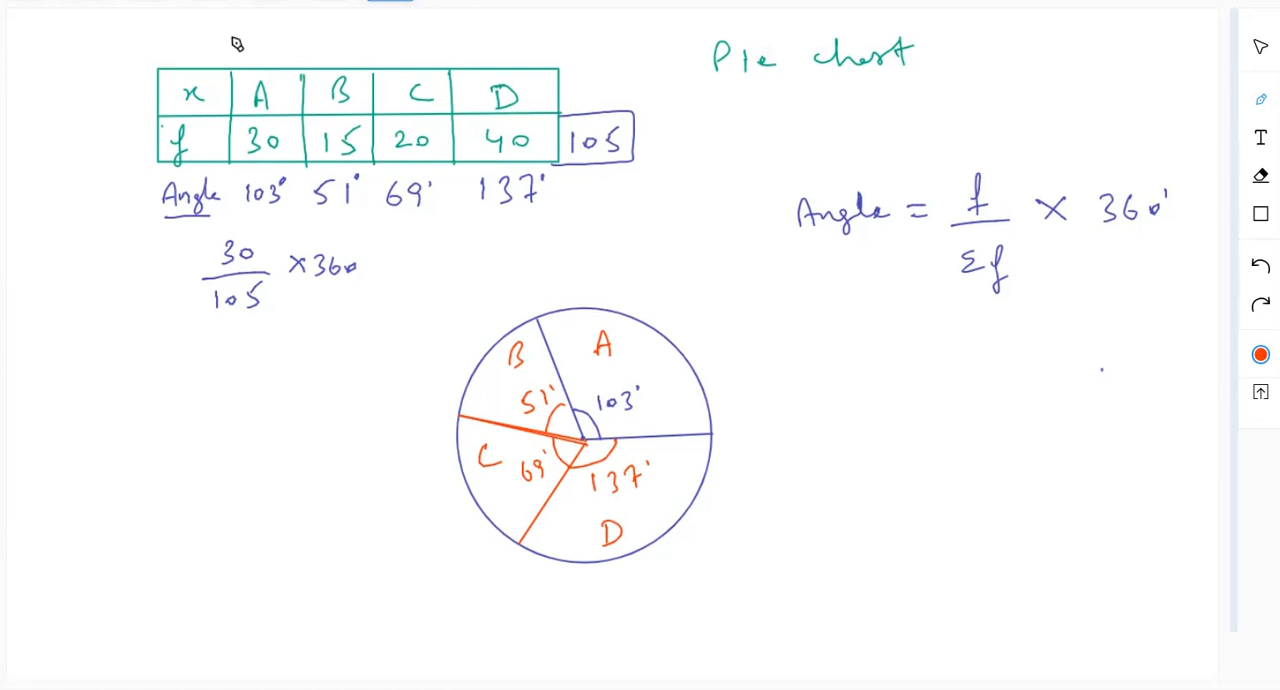 Pie chart
x A B C D
f 30 15 20 40 105
Angle 103° 51° 69° 137°
Angle = f/Σf × 360°
30/105 × 360
B A
51° 103°
C 69° 137°
D
T